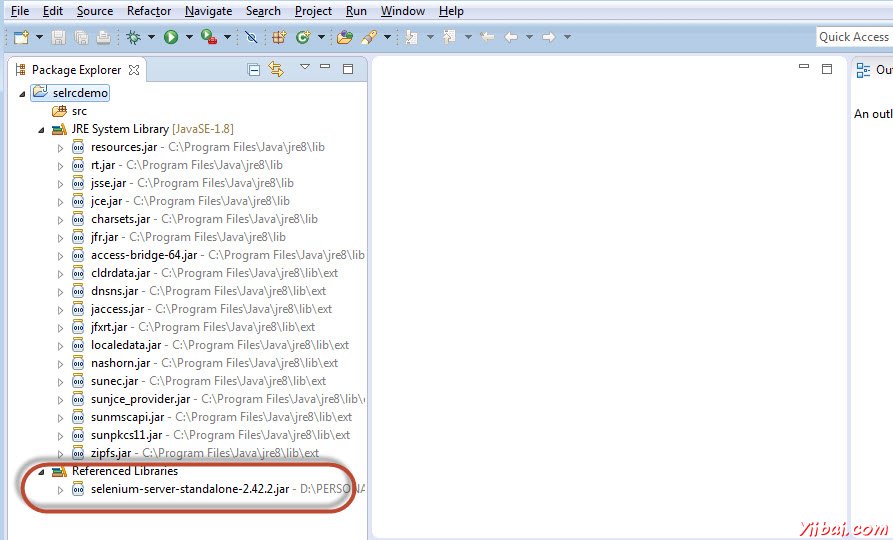 File Edit Source Refactor Navigate Search Project Run Window Help
Quick Access
Package Explorer
Out
selrcdemo
src
An outl
JRE System Library [JavaSE-1.8]
resources.jar - C:\Program Files\Java\jre8\lib
rt.jar - C:\Program Files\Java\jre8\lib
jsse.jar - C:\Program Files\Java\jre8\lib
jce.jar - C:\Program Files\Java\jre8\lib
charsets.jar - C:\Program Files\Java\jre8\lib
jfr.jar - C:\Program Files\Java\jre8\lib
access-bridge-64.jar - C:\Program Files\Java\jre8\lib
cldrdata.jar - C:\Program Files\Java\jre8\lib\ext
dnsns.jar - C:\Program Files\Java\jre8\lib\ext
jaccess.jar - C:\Program Files\Java\jre8\lib\ext
jfxrt.jar - C:\Program Files\Java\jre8\lib\ext
localedata.jar - C:\Program Files\Java\jre8\lib\ext
nashorn.jar - C:\Program Files\Java\jre8\lib\ext
sunec.jar - C:\Program Files\Java\jre8\lib\ext
sunjce_provider.jar - C:\Program Files\Java\jre8\lib\
sunmscapi.jar - C:\Program Files\Java\jre8\lib\ext
sunpkcs11.jar - C:\Program Files\Java\jre8\lib\ext
zipfs.jar - C:\Program Files\Java\jre8\lib\ext
Referenced Libraries
selenium-server-standalone-2.42.2.jar - D:\PERSONA
Yiibai.com